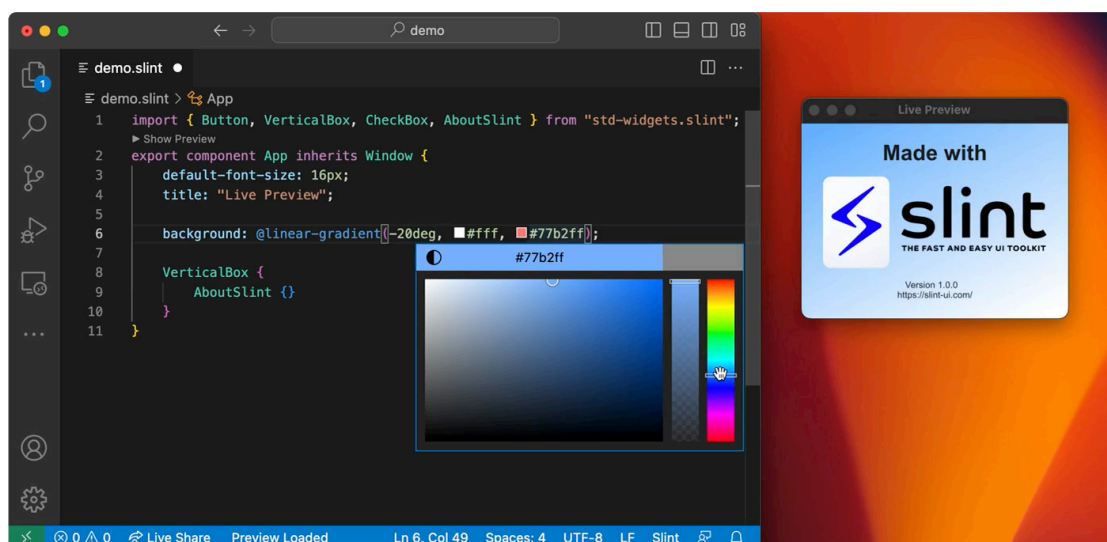 demo
demo.slint
demo.slint > App
1 import { Button, VerticalBox, CheckBox, AboutSlint } from "std-widgets.slint";
Show Preview
2 export component App inherits Window {
3 default-font-size: 16px;
4 title: "Live Preview";
5
6 background: @linear-gradient(-20deg, #fff, #77b2ff);
7
8 VerticalBox {
9 AboutSlint {}
10 }
11 }
#77b2ff
1
0 0 Live Share Preview Loaded Ln 6, Col 49 Spaces: 4 UTF-8 LF Slint
Live Preview
Made with
slint
THE FAST AND EASY UI TOOLKIT
Version 1.0.0
https://slint-ui.com/